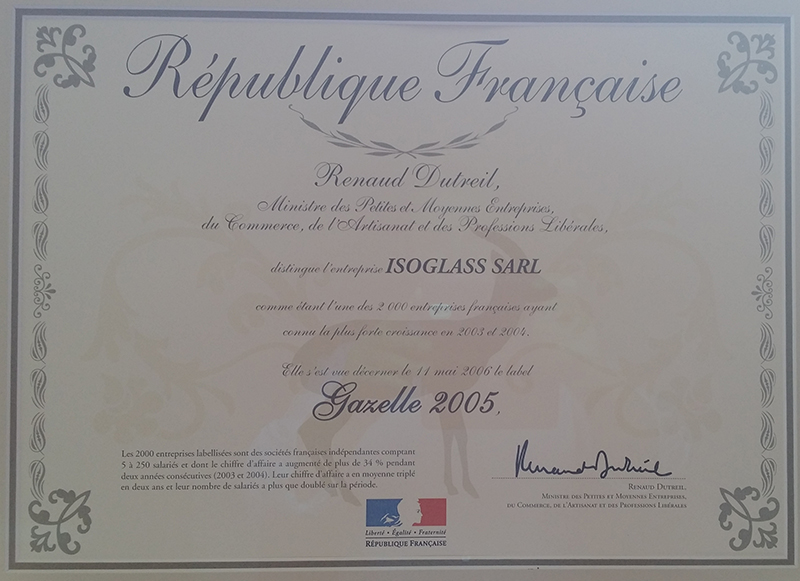 République Française
Renaud Dutreil,
Ministre des Petites et Moyennes Entreprises,
du Commerce, de l'Artisanat et des Professions Libérales,
distingue l'entreprise ISOGLASS SARL
comme étant l'une des 2 000 entreprises françaises ayant
connu la plus forte croissance en 2003 et 2004.
Elle s'est vue décerner le 11 mai 2006 le label
Gazelle 2005,
Les 2000 entreprises labellisées sont des sociétés françaises indépendantes comptant
5 à 250 salariés et dont le chiffre d'affaire a augmenté de plus de 34 % pendant
deux années consécutives (2003 et 2004). Leur chiffre d'affaire a en moyenne triplé
en deux ans et leur nombre de salariés a plus que doublé sur la période.
Renaud Dutreil
Renaud Dutreil,
Ministre des Petites et Moyennes Entreprises,
du Commerce, de l'Artisanat et des Professions Libérales
Liberté • Égalité • Fraternité
République Française